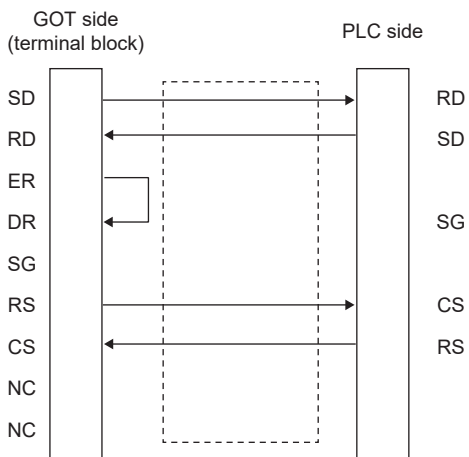 GOT side
(terminal block)
PLC side
SD
RD
RD
SD
ER
DR
SG
SG
RS
CS
CS
RS
NC
NC